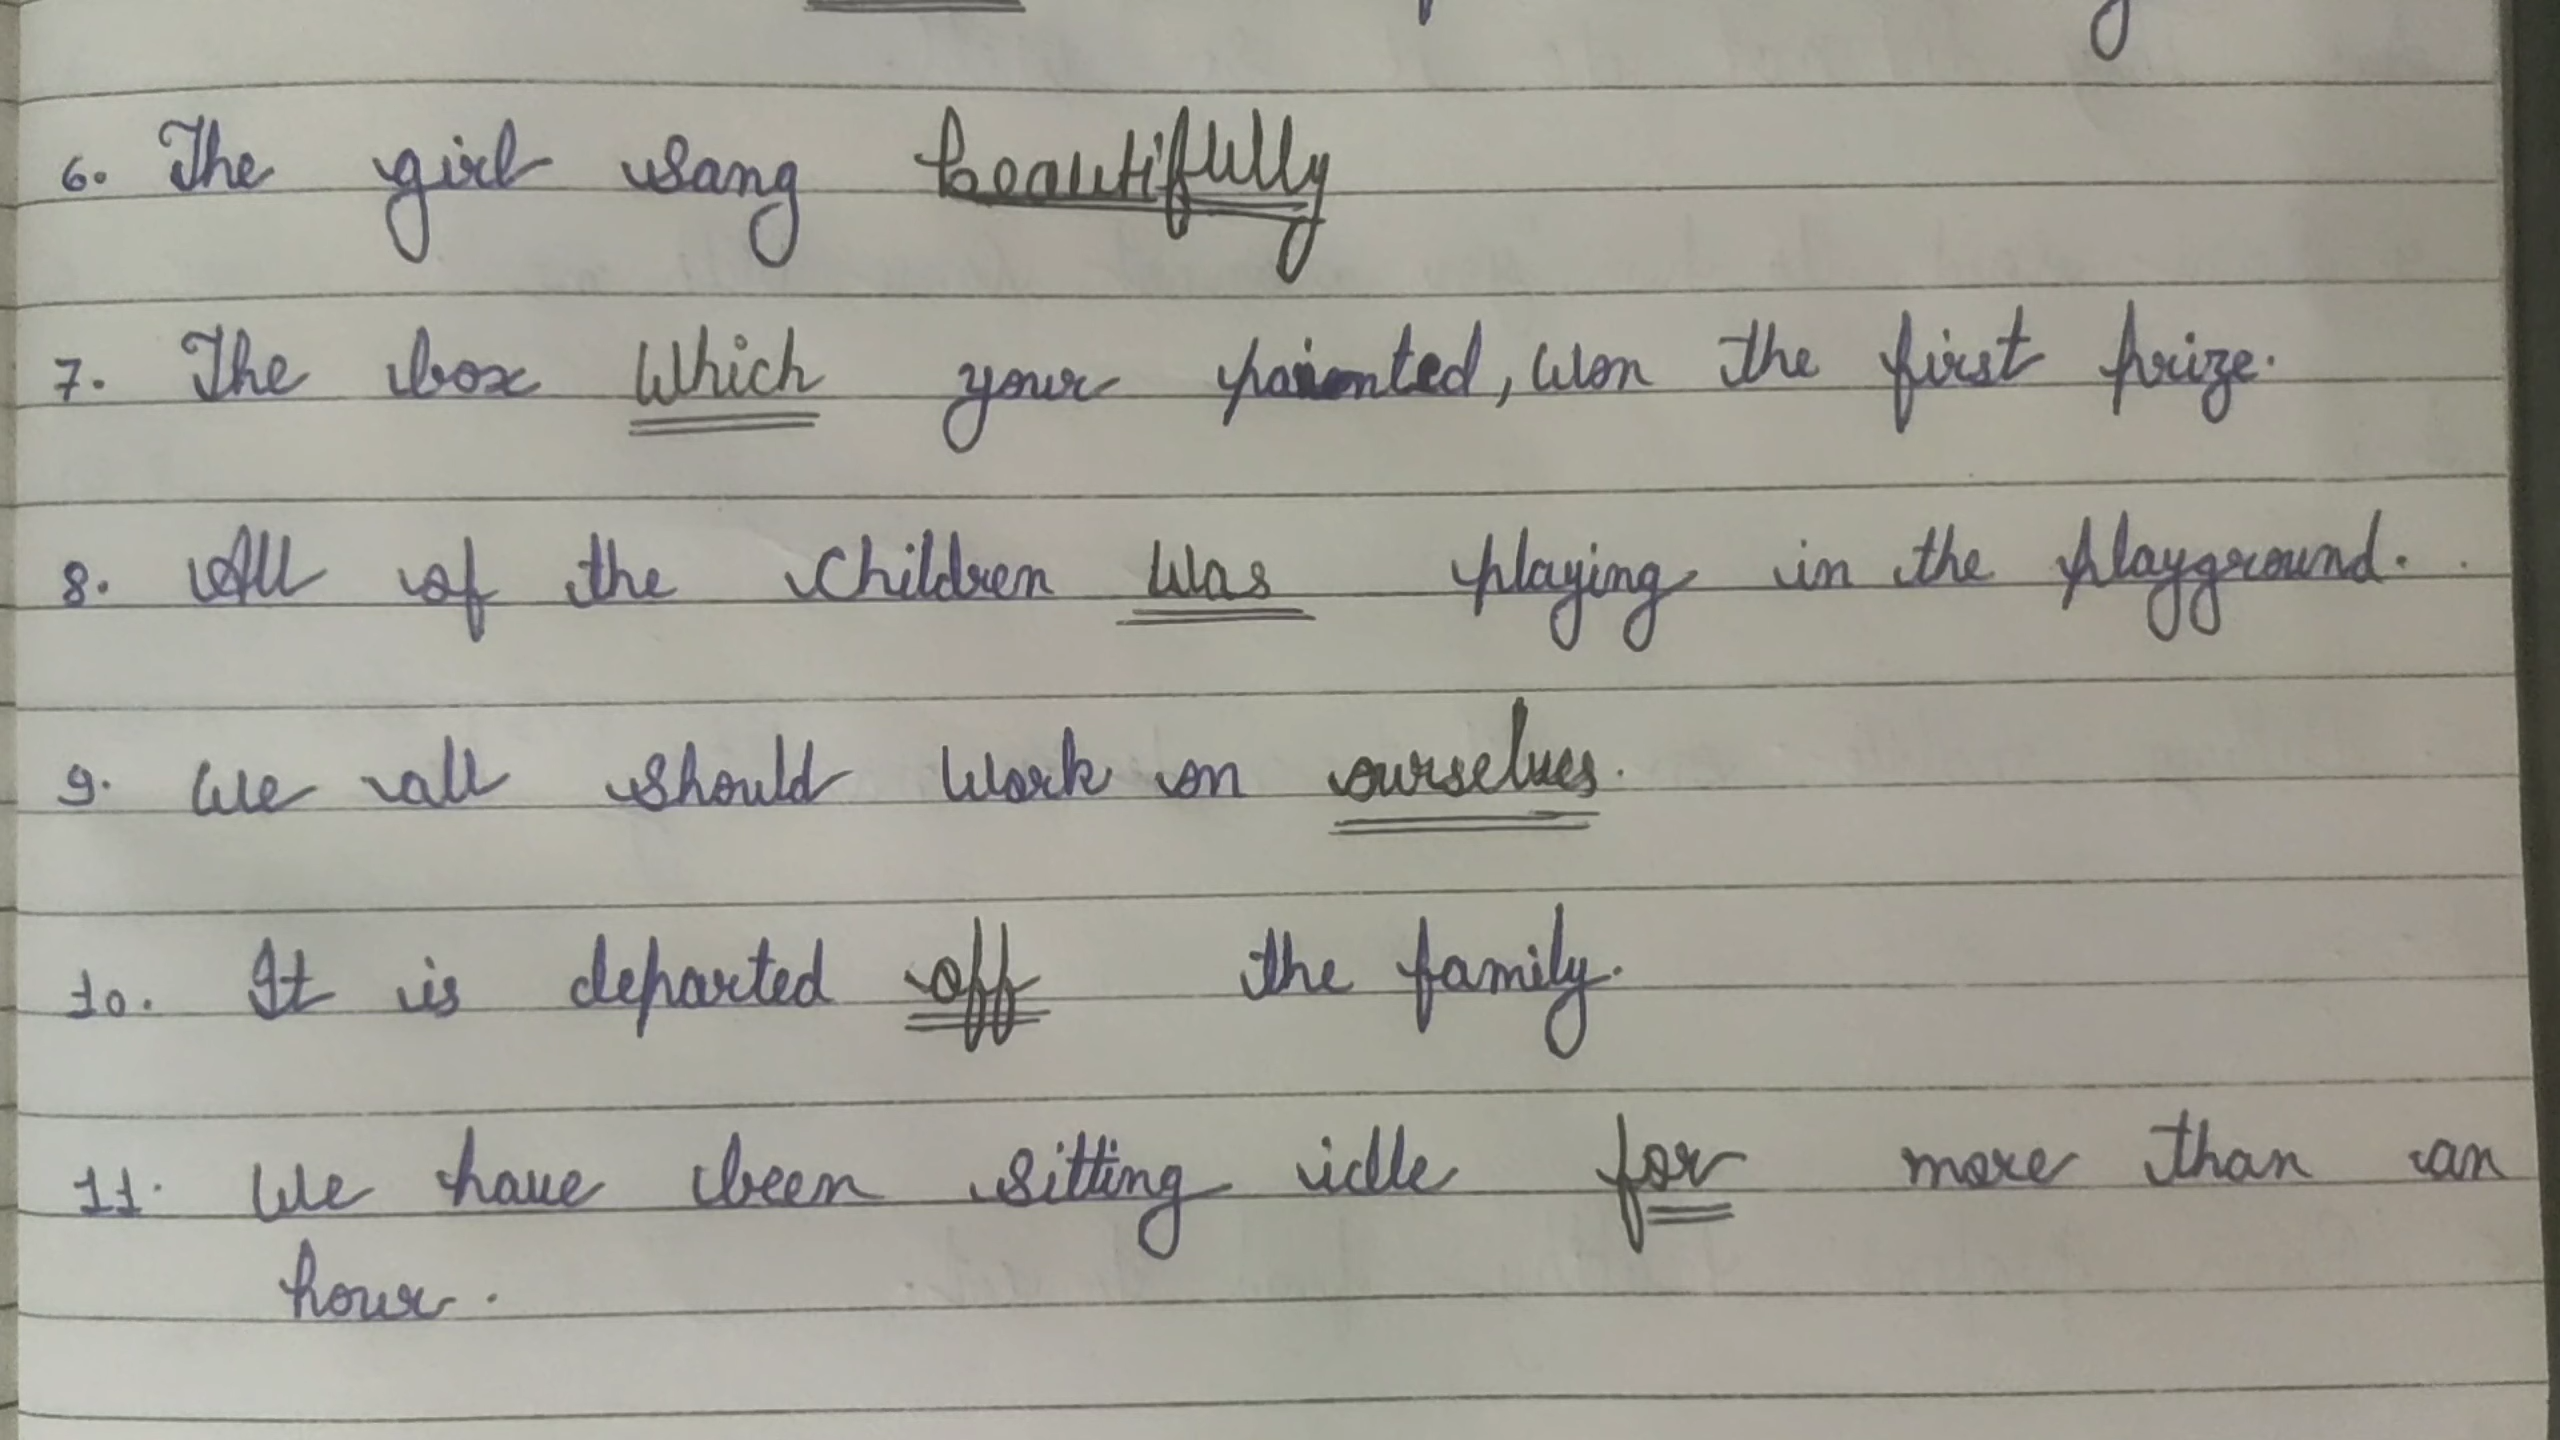 6. The girl sang beautifully
7. The box which your painted, won the first prize.
8. All of the children was playing in the playground.
9. We all should work on ourselves.
10. It is departed off the family.
11. We have been sitting idle for more than an
hour.